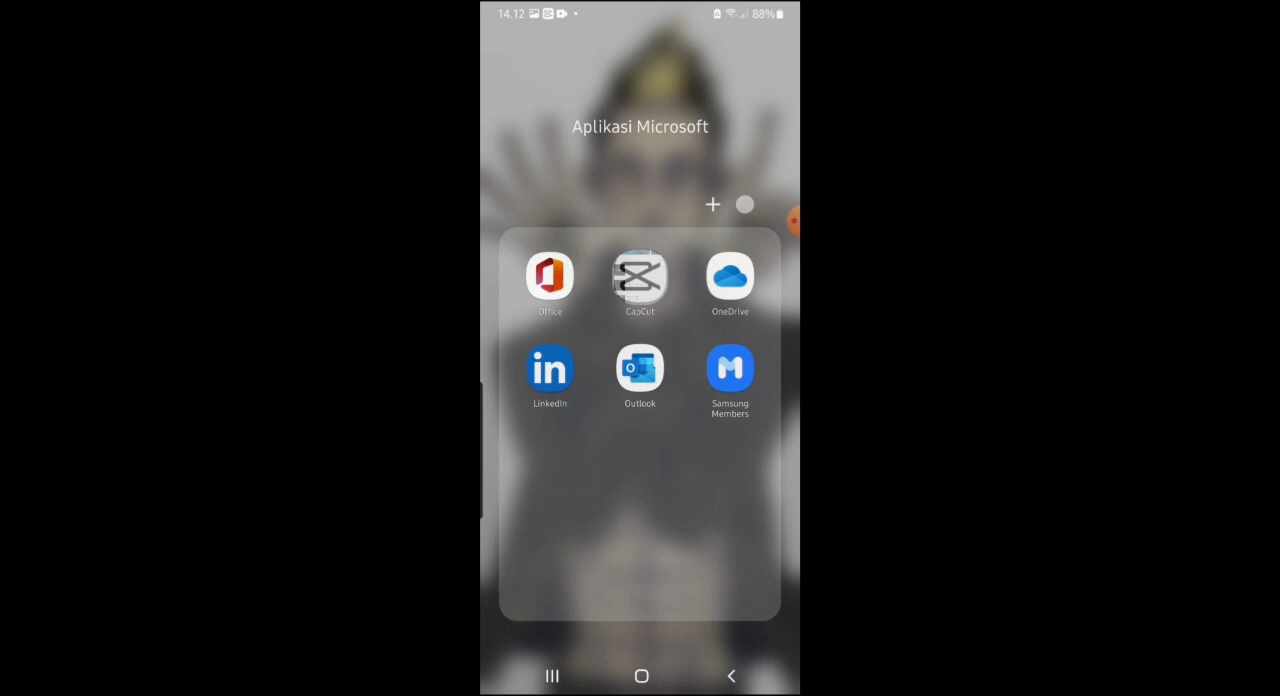 14.12
88%
Aplikasi Microsoft
Office
CapCut
OneDrive
LinkedIn
Outlook
Samsung
Members